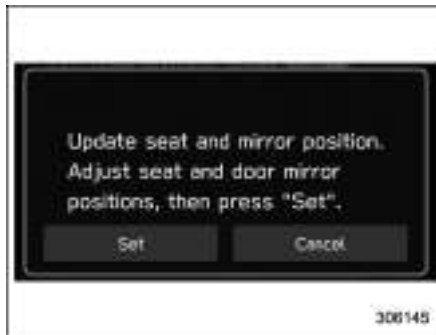 Update seat and mirror position.
Adjust seat and door mirror
positions, then press "Set".
Set
Cancel
306145